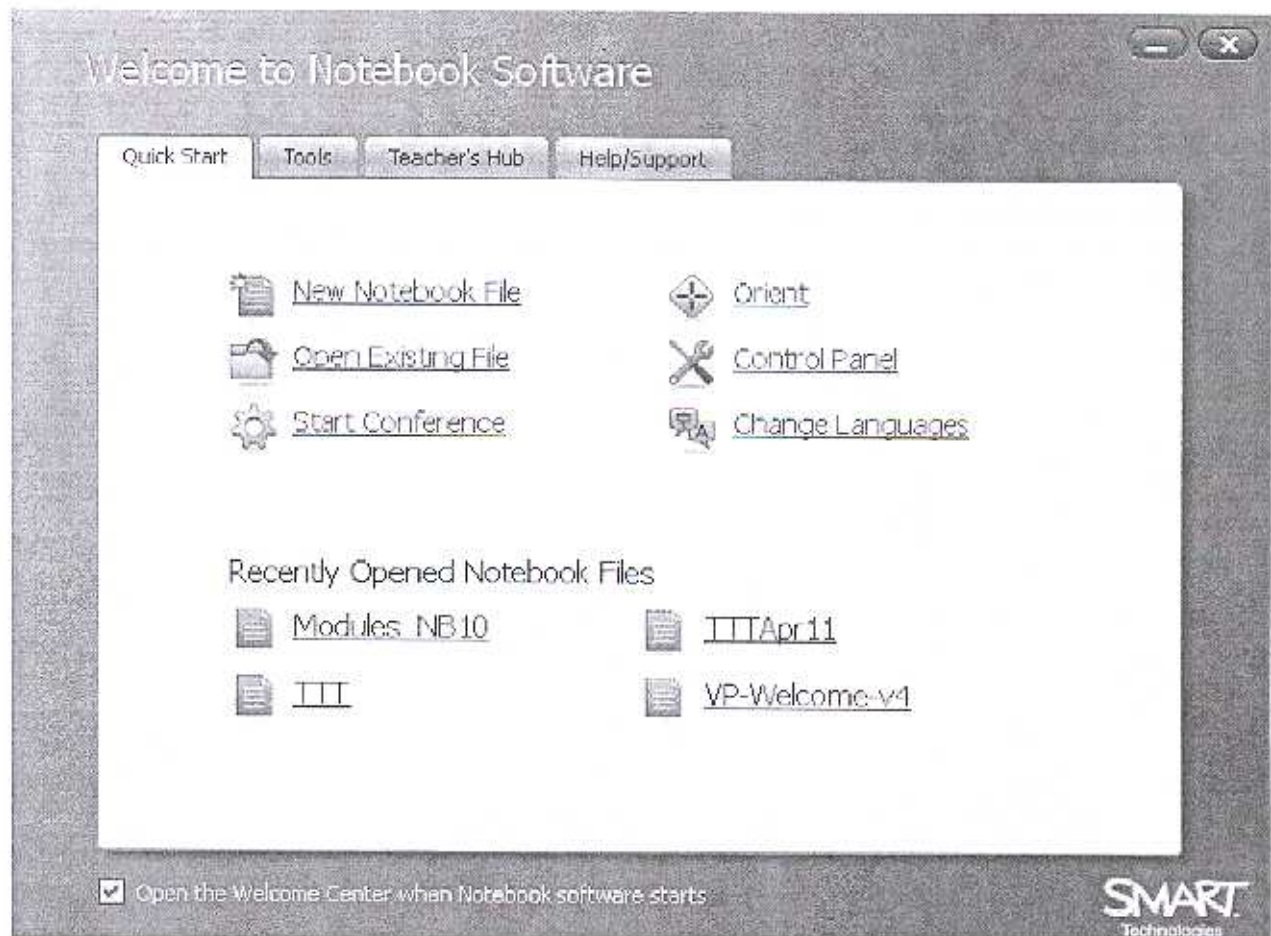 Welcome to Notebook Software
Quick Start Tools Teacher's Hub Help/Support
New Notebook File Orient
Open Existing File Control Panel
Start Conference Change Languages
Recently Opened Notebook Files
Modules NB10 TTTApr11
TTT VP-Welcome-v4
Open the Welcome Center when Notebook software starts
SMART
Technologies